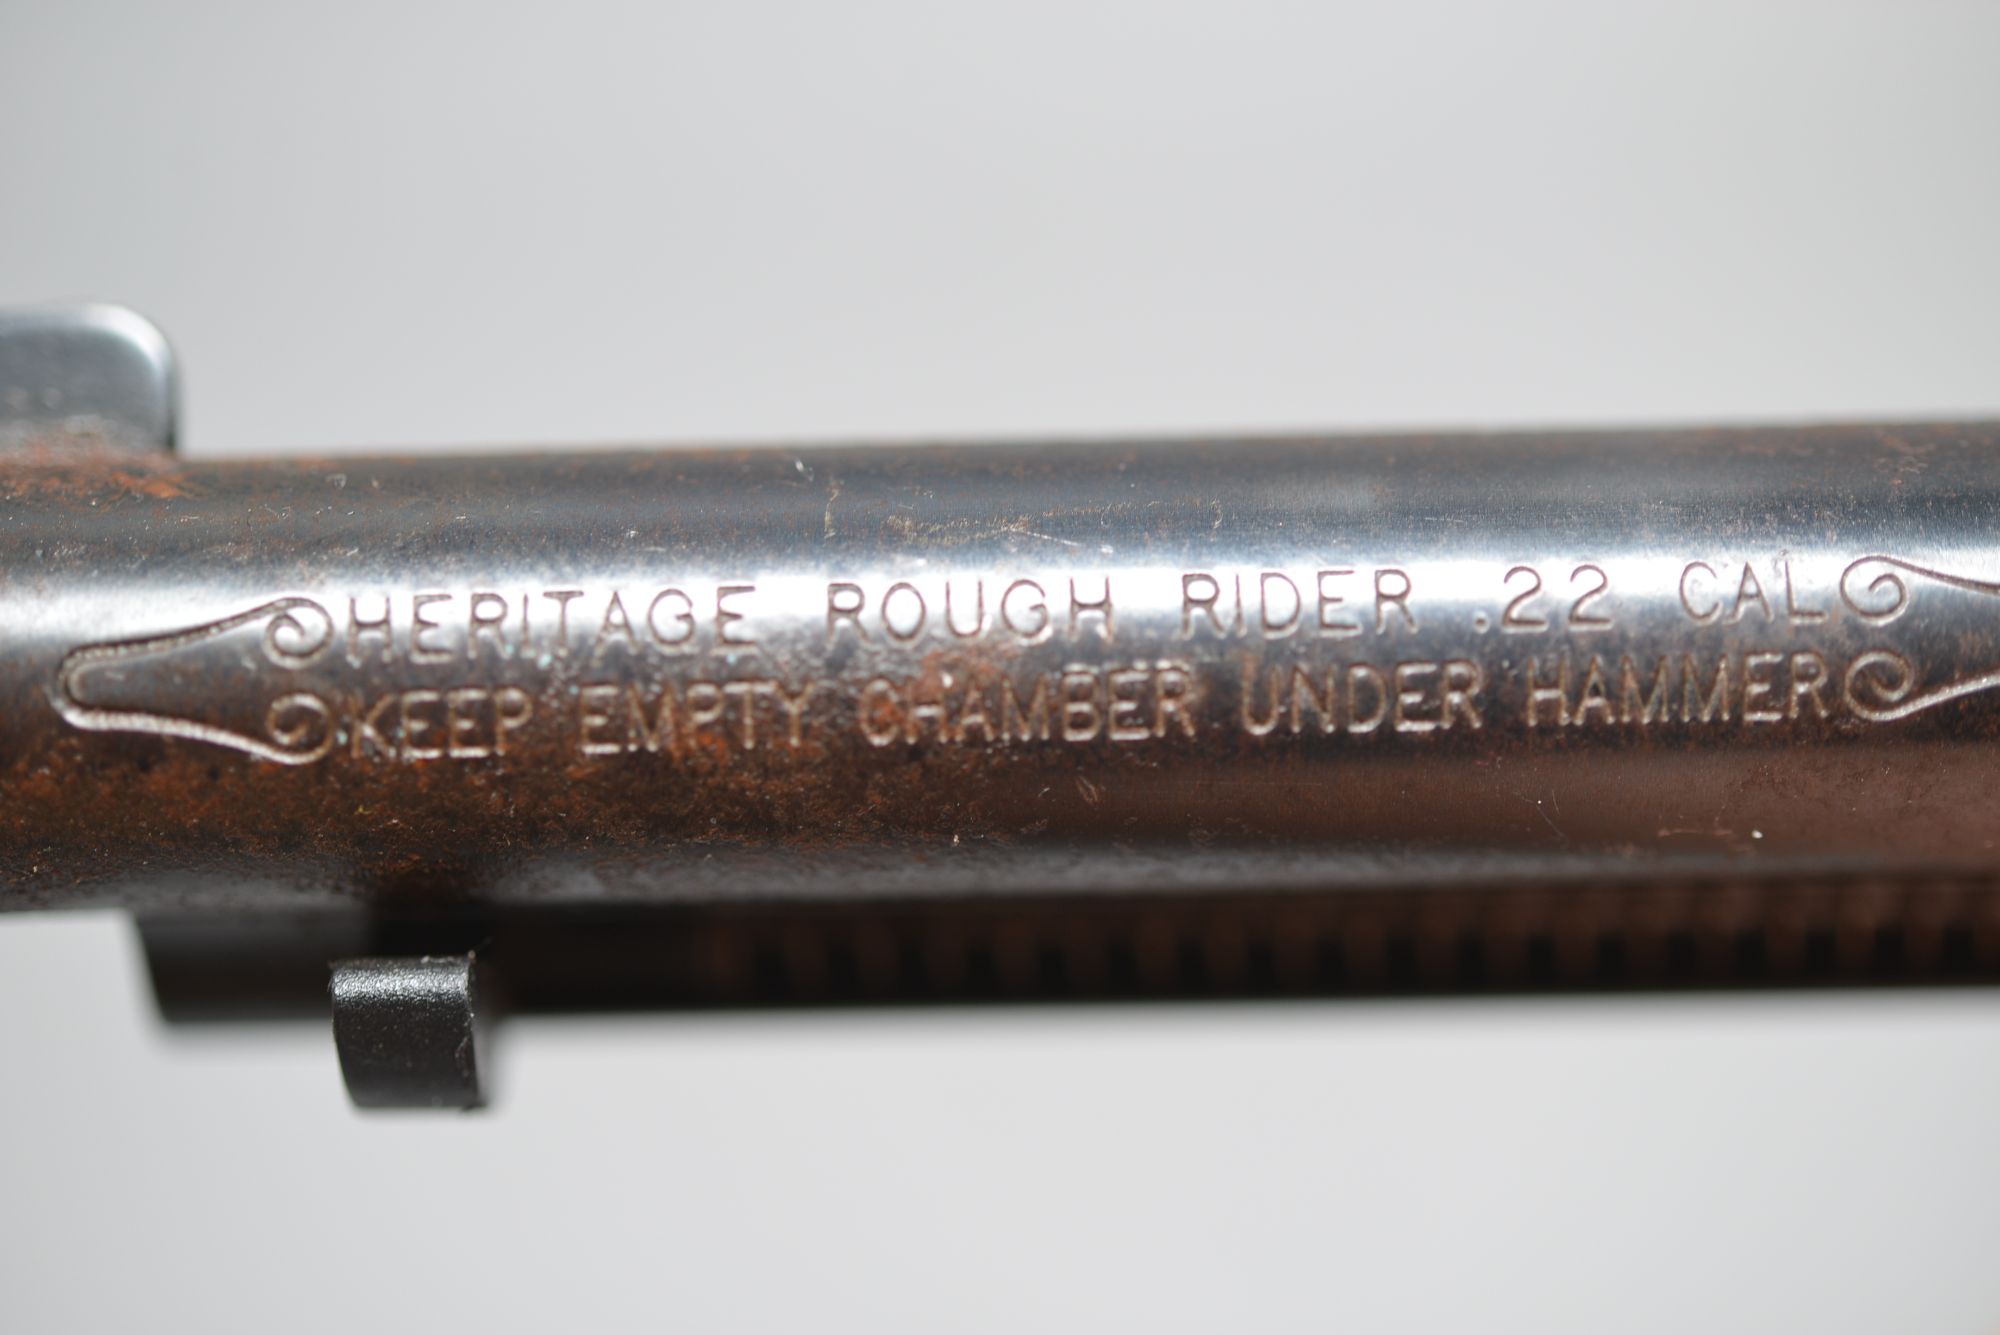 HERITAGE ROUGH RIDER .22 CAL
KEEP EMPTY CHAMBER UNDER HAMMER